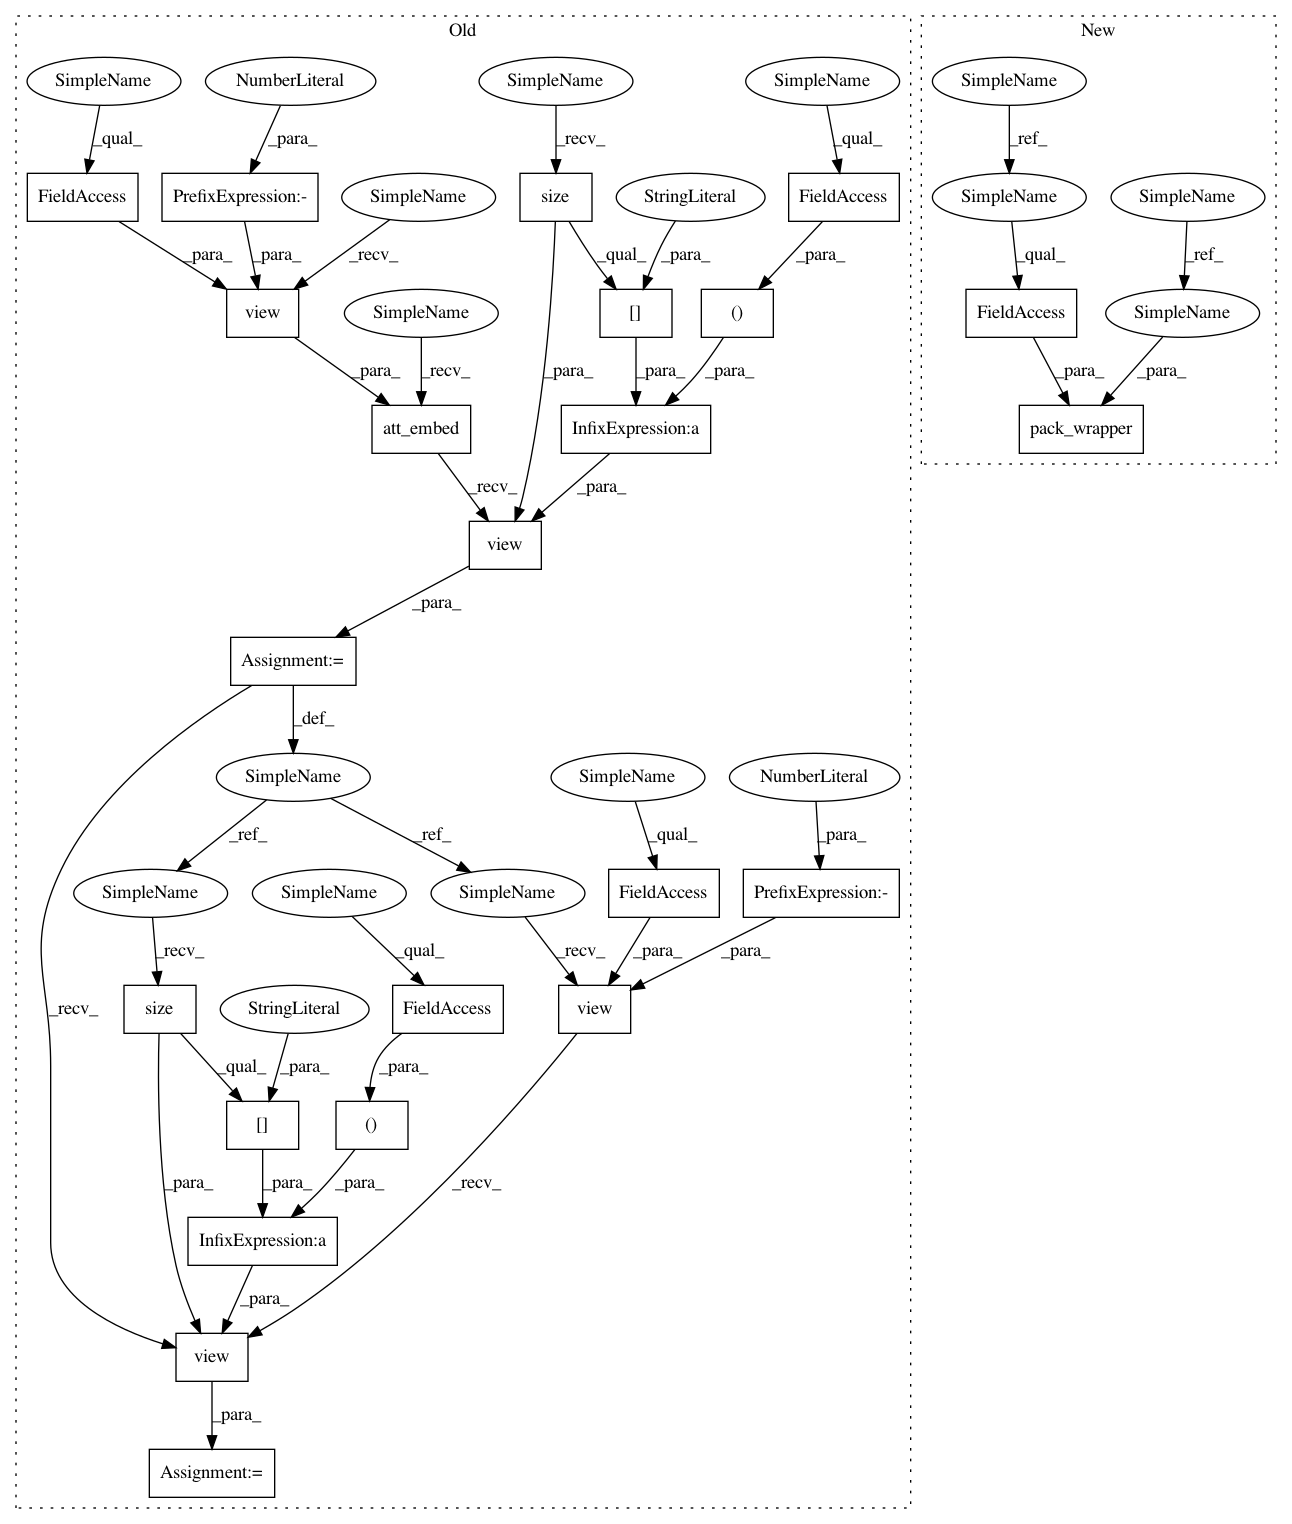 Old
New
SimpleName
NumberLiteral
SimpleName
SimpleName
SimpleName
_qual_
_para_
_recv_
_qual_
_ref_
FieldAccess
PrefixExpression:-
SimpleName
size
StringLiteral
FieldAccess
SimpleName
SimpleName
_para_
_para_
_recv_
_qual_
_para_
_para_
_qual_
_ref_
view
SimpleName
[]
()
FieldAccess
SimpleName
_para_
_recv_
_para_
_para_
_para_
_para_
_para_
att_embed
InfixExpression:a
pack_wrapper
_recv_
_para_
view
_para_
Assignment:=
_def_
SimpleName
SimpleName
NumberLiteral
_ref_
_ref_
_qual_
_para_
SimpleName
SimpleName
SimpleName
FieldAccess
PrefixExpression:-
_recv_
_qual_
_recv_
_para_
_para_
_recv_
size
StringLiteral
FieldAccess
view
_qual_
_para_
_para_
[]
()
_para_
_para_
_para_
_recv_
InfixExpression:a
_para_
view
_para_
Assignment:=